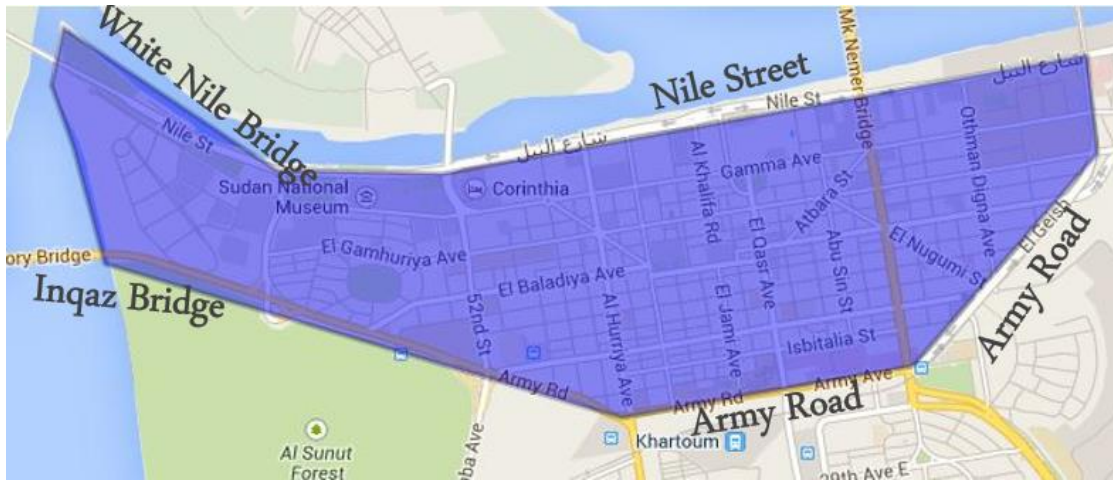 White Nile Bridge
Nile Street
Mk Nemer Bridge
شارع النيل
Nile St
شارع النيل
Nile St
Sudan National
Museum
Corinthia
Al Khalifa Rd
Gamma Ave
Atbara St
Othman Digna Ave
El Gamhuriya Ave
El Qasr Ave
Abu Sin St
El Nugumi St
El Geish
Army Road
ory Bridge
Inqaz Bridge
El Baladiya Ave
52nd St
Al Hurriya Ave
El Jami Ave
Isbitalia St
Army Rd
Army Rd
Army Ave
Army Road
Khartoum
Al Sunut
Forest
oba Ave
29th Ave E